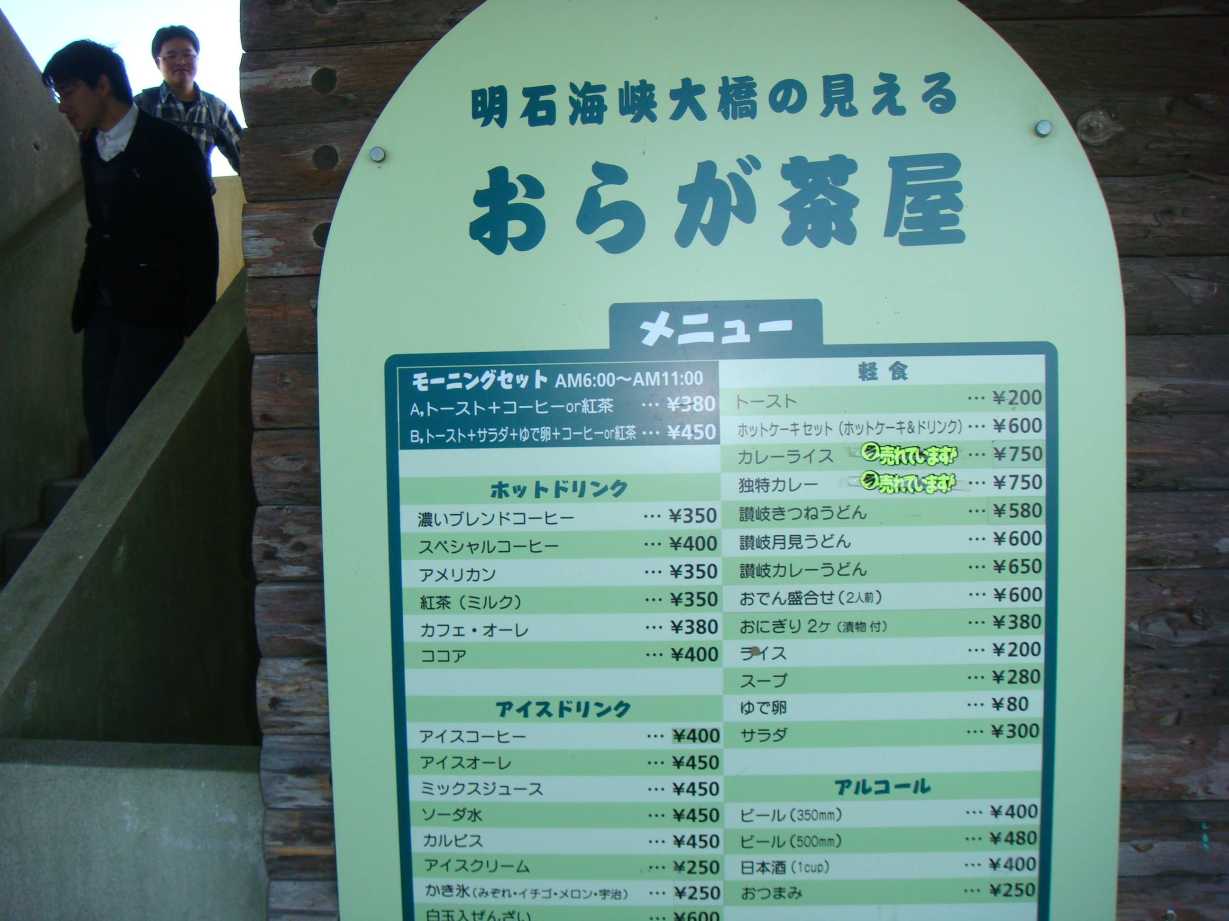 明石海峡大橋の見える
おらが茶屋
メニュー
モーニングセット AM6:00～AM11:00
A,トースト＋コーヒーor紅茶 … ¥380
B,トースト＋サラダ＋ゆで卵＋コーヒーor紅茶 … ¥450
ホットドリンク
濃いブレンドコーヒー … ¥350
スペシャルコーヒー … ¥400
アメリカン … ¥350
紅茶（ミルク） … ¥350
カフェ・オーレ … ¥380
ココア … ¥400
アイスドリンク
アイスコーヒー … ¥400
アイスオーレ … ¥450
ミックスジュース … ¥450
ソーダ水 … ¥450
カルピス … ¥450
アイスクリーム … ¥250
かき氷（みぞれ・イチゴ・メロン・宇治） … ¥250
白玉入ぜんざい … ¥600
軽食
トースト … ¥200
ホットケーキセット（ホットケーキ&ドリンク） … ¥600
カレーライス 売れています! … ¥750
独特カレー 売れています! … ¥750
讃岐きつねうどん … ¥580
讃岐月見うどん … ¥600
讃岐カレーうどん … ¥650
おでん盛合せ（2人前） … ¥600
おにぎり2ケ（漬物付） … ¥380
ライス … ¥200
スープ … ¥280
ゆで卵 … ¥80
サラダ … ¥300
アルコール
ビール（350mm） … ¥400
ビール（500mm） … ¥480
日本酒（1cup） … ¥400
おつまみ … ¥250